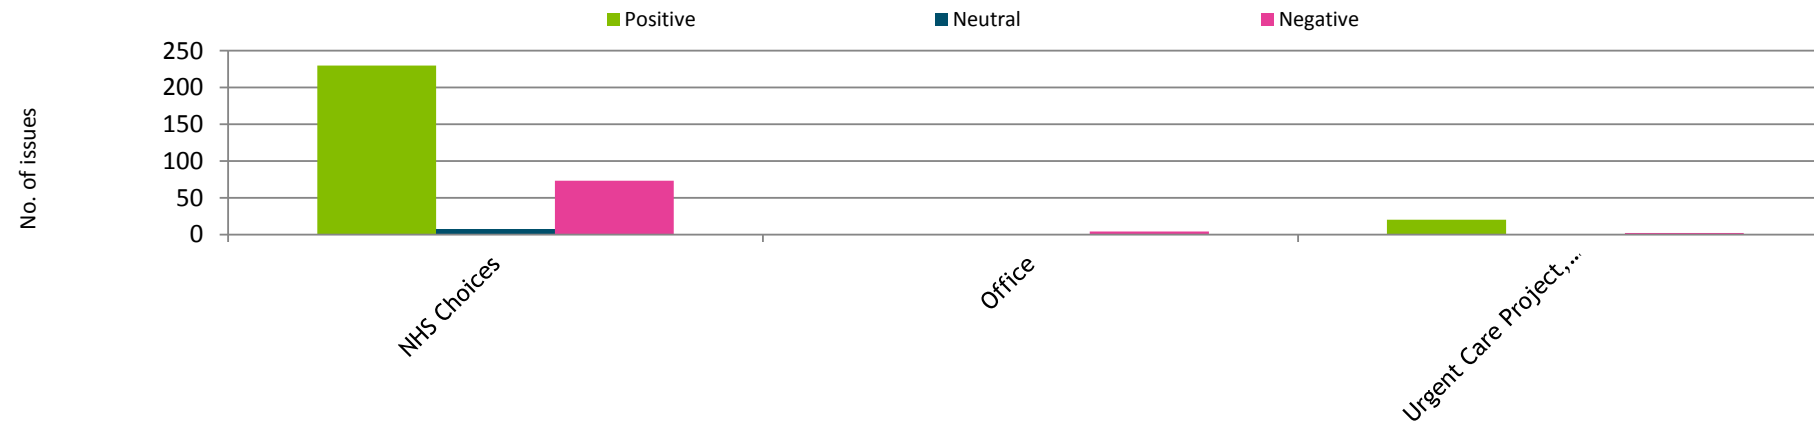 Positive
Neutral
Negative
No. of issues
250
200
150
100
50
0
NHS Choices
Office
Urgent Care Project,...